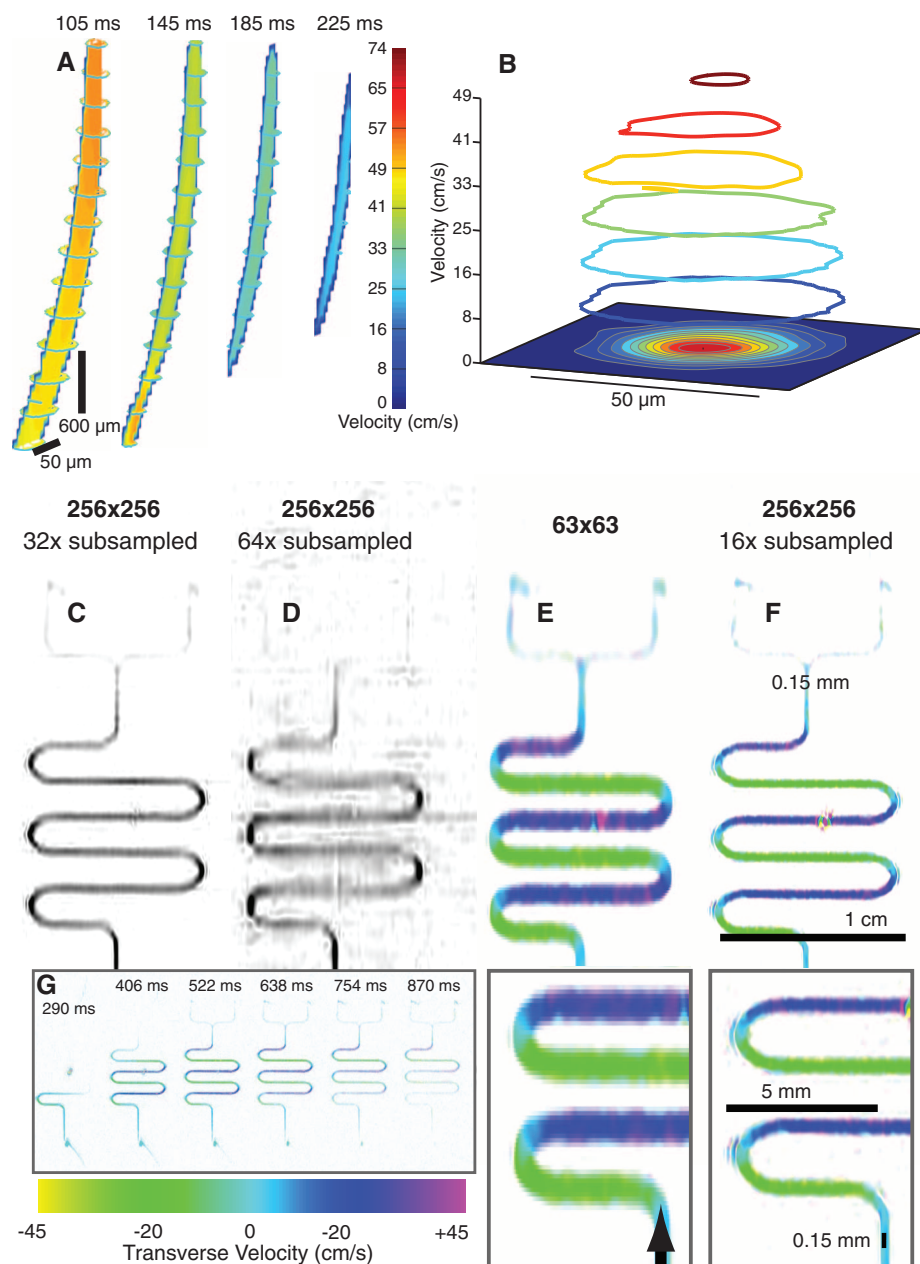 105 ms 145 ms 185 ms 225 ms
A
74
65
57
49
41
33
25
16
8
0
Velocity (cm/s)
600 µm
50 µm
B
49
41
33
28
16
8
0
Velocity (cm/s)
50 µm
256x256
32x subsampled
256x256
64x subsampled
63x63
256x256
16x subsampled
C
D
E
F
0.15 mm
1 cm
G
290 ms
406 ms 522 ms 638 ms 754 ms 870 ms
-45 -20 0 -20 +45
Transverse Velocity (cm/s)
5 mm
0.15 mm